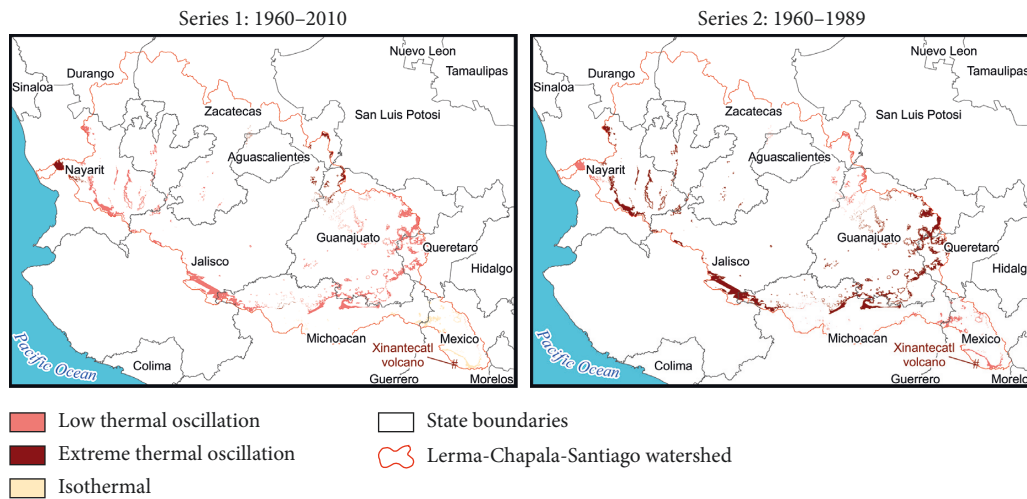 Series 1: 1960–2010
Nuevo Leon
Durango
Tamaulipas
Sinaloa
Zacatecas
San Luis Potosi
Aguascalientes
Nayarit
Guanajuato
Queretaro
Jalisco
Hidalgo
Michoacan
Mexico
Xinantecatl
volcano
Pacific Ocean
Colima
Guerrero
Morelos
Series 2: 1960–1989
Nuevo Leon
Durango
Tamaulipas
Sinaloa
Zacatecas
San Luis Potosi
Aguascalientes
Nayarit
Guanajuato
Queretaro
Jalisco
Hidalgo
Michoacan
Mexico
Xinantecatl
volcano
Pacific Ocean
Colima
Guerrero
Morelos
Low thermal oscillation
Extreme thermal oscillation
Isothermal
State boundaries
Lerma-Chapala-Santiago watershed